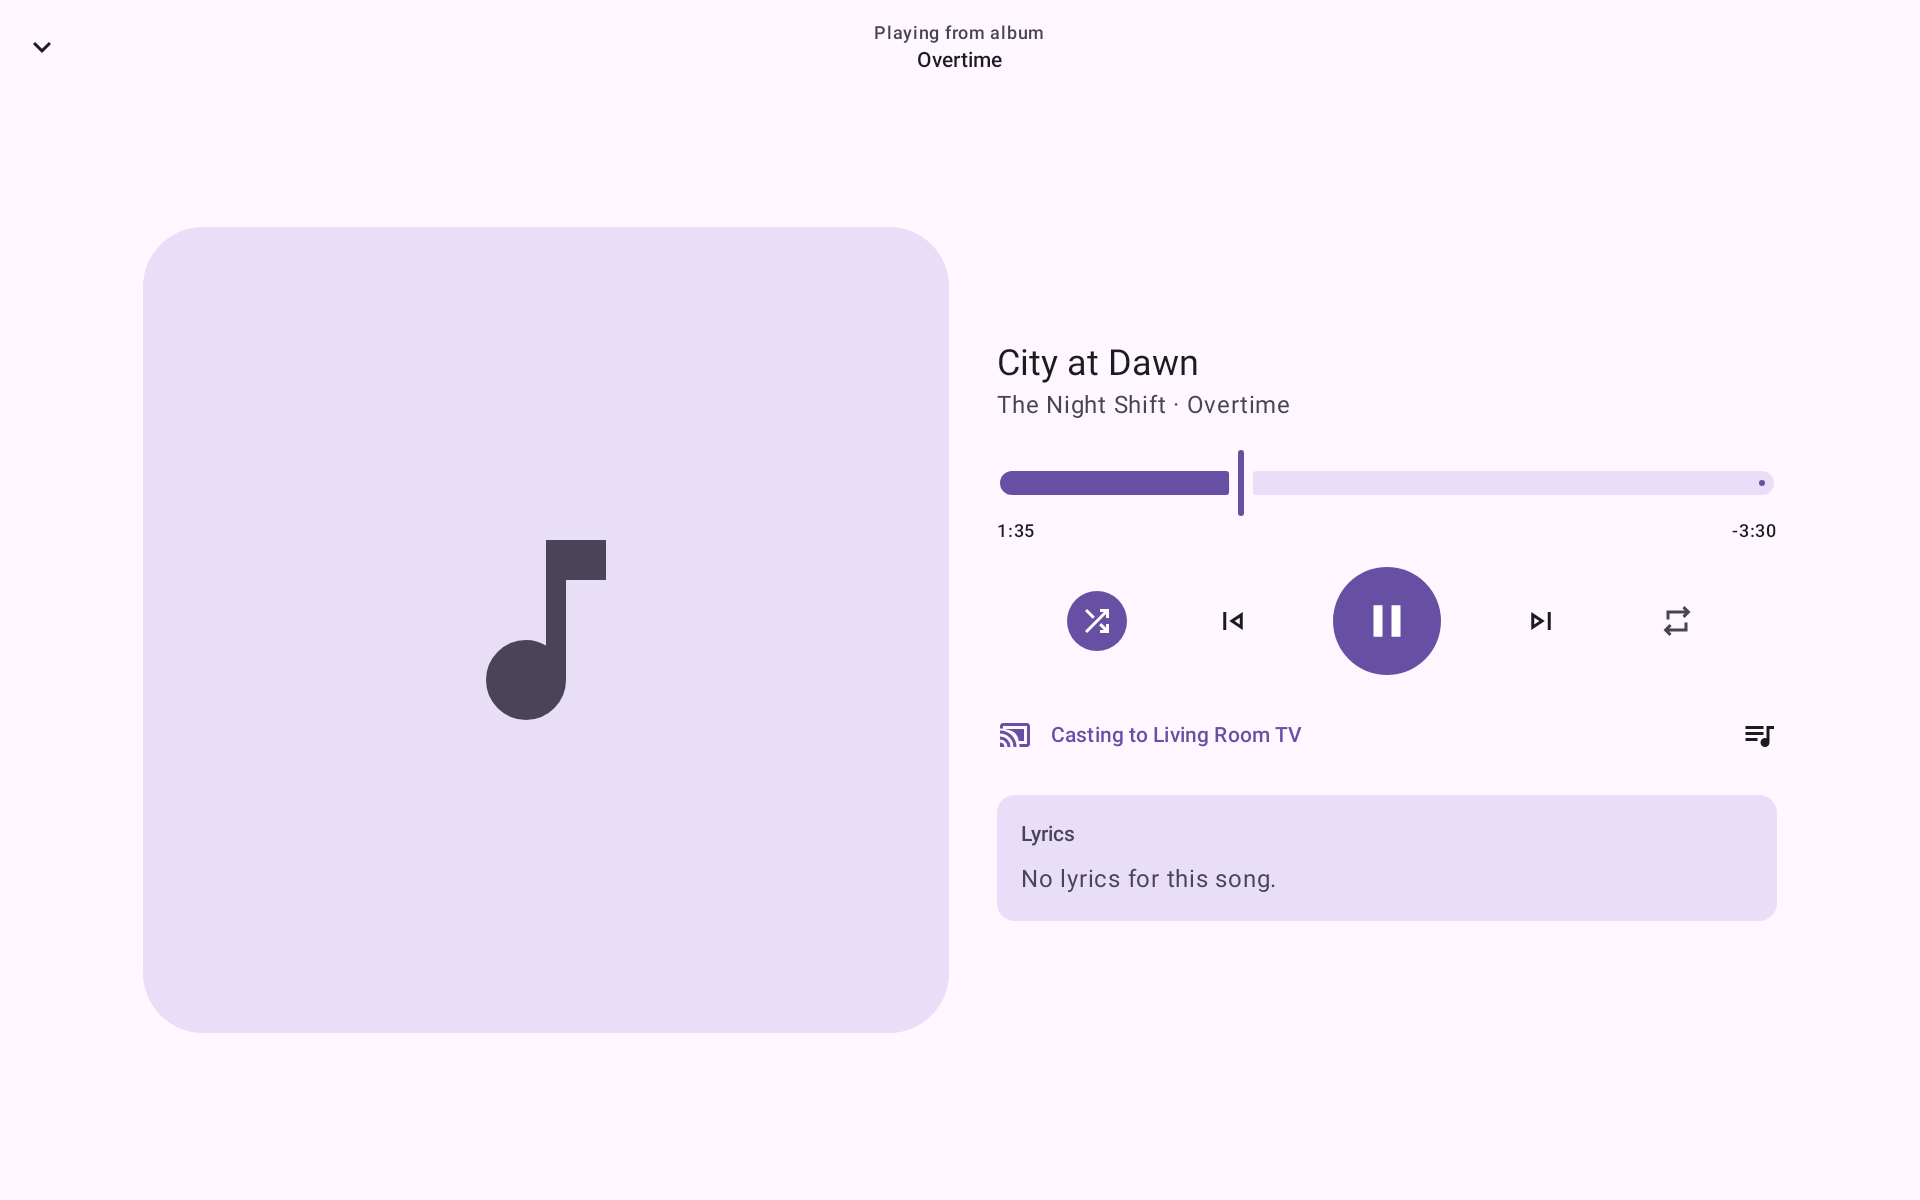 Playing from album
Overtime
City at Dawn
The Night Shift · Overtime
1:35
-3:30
Casting to Living Room TV
Lyrics
No lyrics for this song.